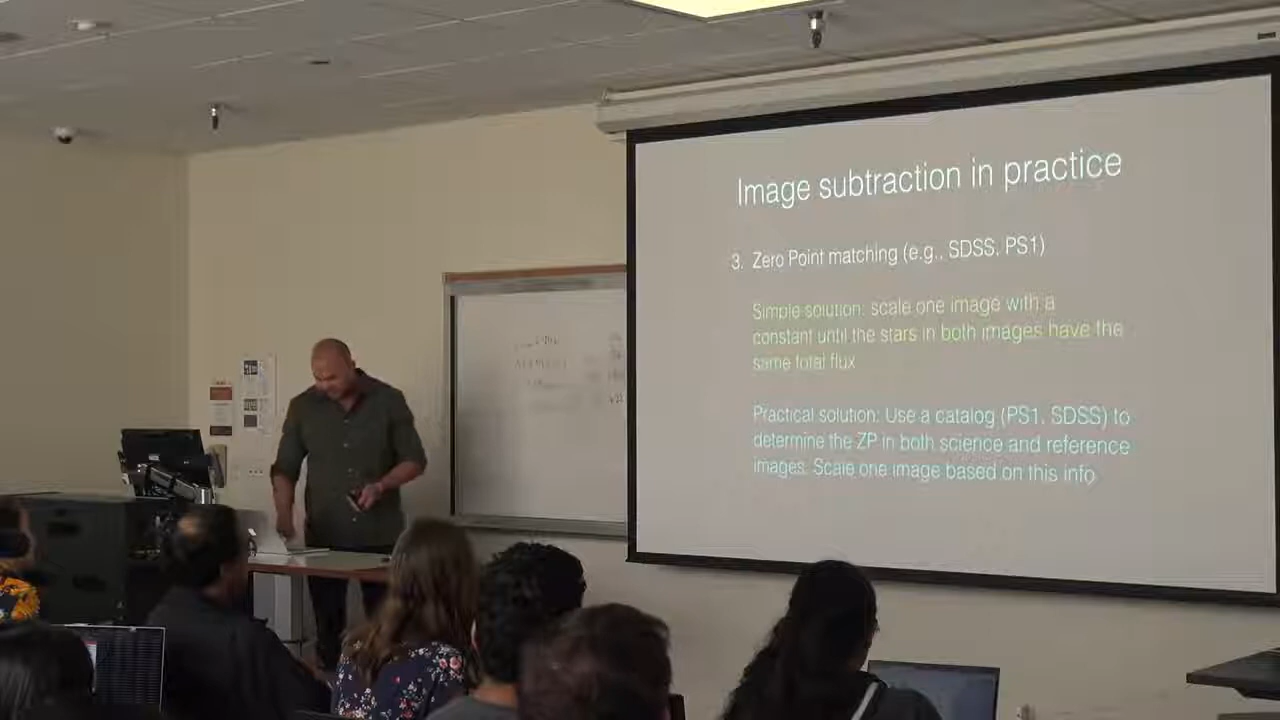 Image subtraction in practice
3. Zero Point matching (e.g., SDSS, PS1)
Simple solution: scale one image with a
constant until the stars in both images have the
same total flux
Practical solution: Use a catalog (PS1, SDSS) to
determine the ZP in both science and reference
images. Scale one image based on this info